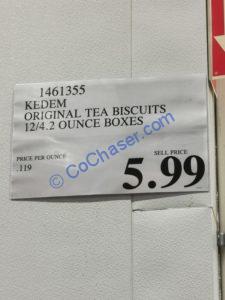 1461355
KEDEM
ORIGINAL TEA BISCUITS
12/4.2 OUNCE BOXES
PRICE PER OUNCE
.119
SELL PRICE
5.99
CoChaser.com